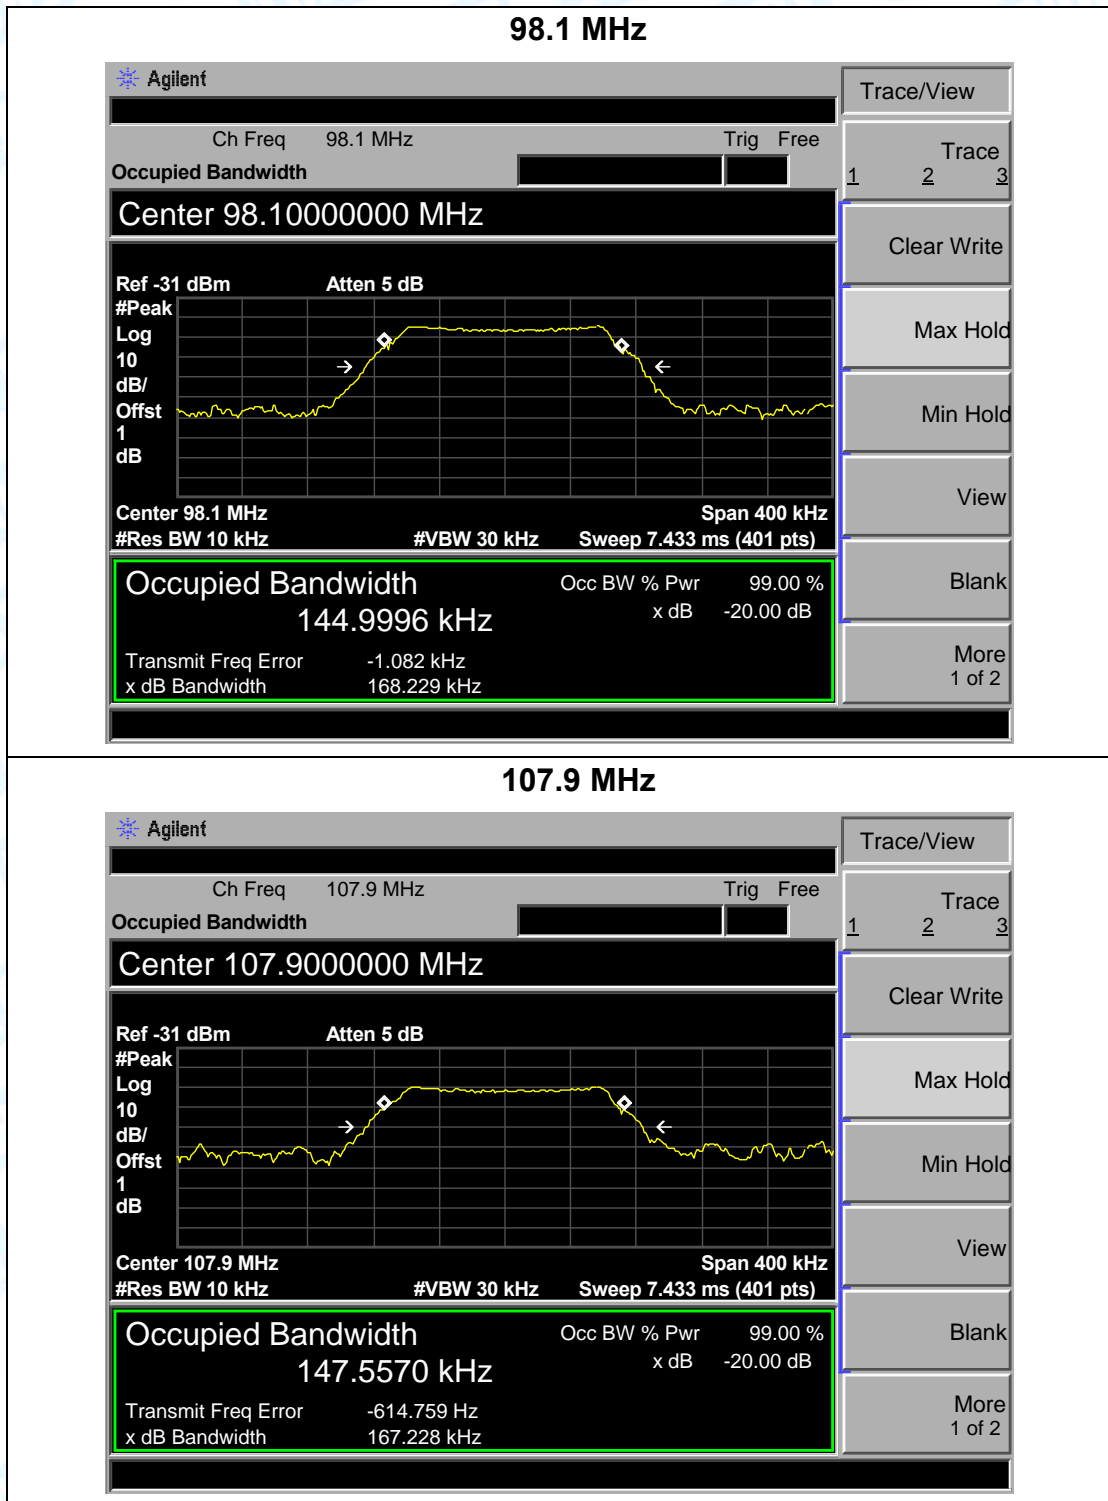 98.1 MHz
Agilent
Trace/View
Ch Freq 98.1 MHz Trig Free
Occupied Bandwidth
Trace
1 2 3
Center 98.10000000 MHz
Clear Write
Ref -31 dBm Atten 5 dB
#Peak
Log
10
dB/
Offst
1
dB
Max Hold
Min Hold
Center 98.1 MHz Span 400 kHz
#Res BW 10 kHz #VBW 30 kHz Sweep 7.433 ms (401 pts)
View
Occupied Bandwidth Occ BW % Pwr 99.00 %
144.9996 kHz x dB -20.00 dB
Blank
Transmit Freq Error -1.082 kHz
x dB Bandwidth 168.229 kHz
More
1 of 2
107.9 MHz
Agilent
Trace/View
Ch Freq 107.9 MHz Trig Free
Occupied Bandwidth
Trace
1 2 3
Center 107.9000000 MHz
Clear Write
Ref -31 dBm Atten 5 dB
#Peak
Log
10
dB/
Offst
1
dB
Max Hold
Min Hold
Center 107.9 MHz Span 400 kHz
#Res BW 10 kHz #VBW 30 kHz Sweep 7.433 ms (401 pts)
View
Occupied Bandwidth Occ BW % Pwr 99.00 %
147.5570 kHz x dB -20.00 dB
Blank
Transmit Freq Error -614.759 Hz
x dB Bandwidth 167.228 kHz
More
1 of 2